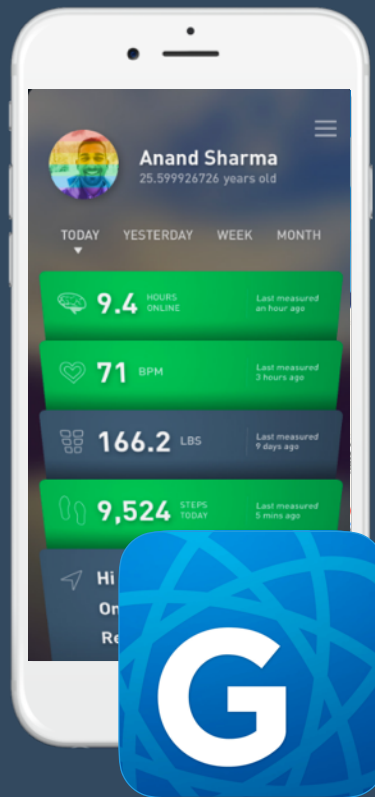 Anand Sharma
25.599926726 years old
TODAY YESTERDAY WEEK MONTH
9.4 HOURS ONLINE Last measured an hour ago
71 BPM Last measured 3 hours ago
166.2 LBS Last measured 9 days ago
9,524 STEPS TODAY Last measured 5 mins ago
Hi
On
Re
G